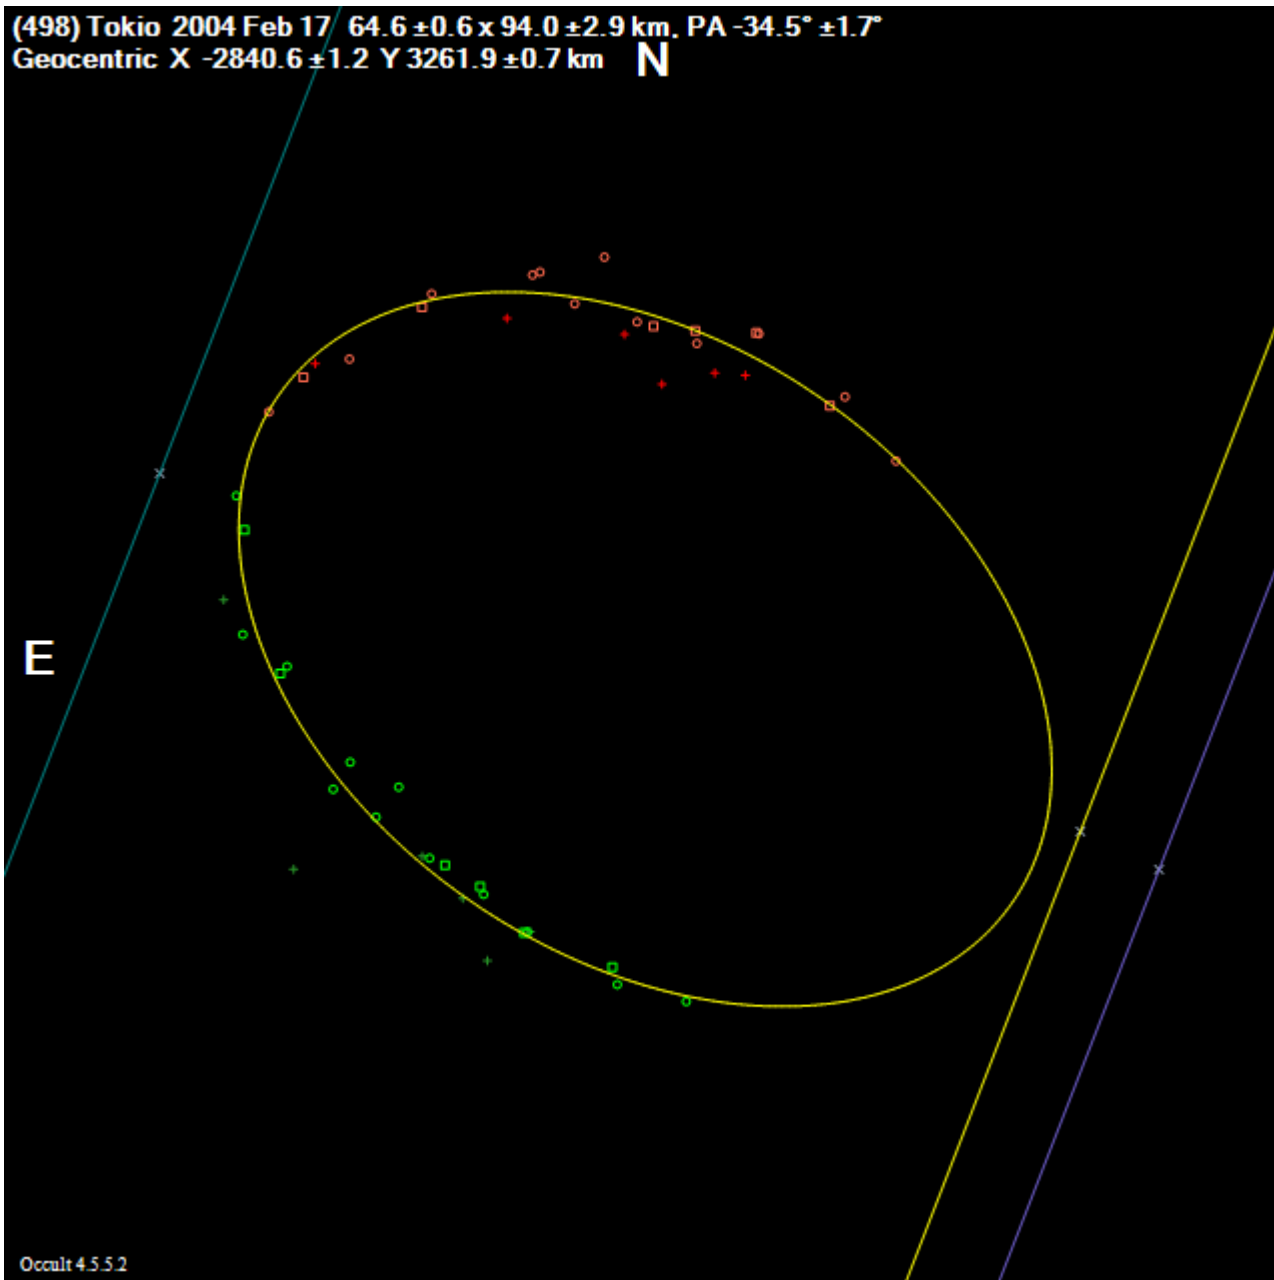 (498) Tokio 2004 Feb 17 64.6 ±0.6 x 94.0 ±2.9 km, PA -34.5° ±1.7°
Geocentric X -2840.6 ±1.2 Y 3261.9 ±0.7 km
N
E
Occult 4.5.5.2